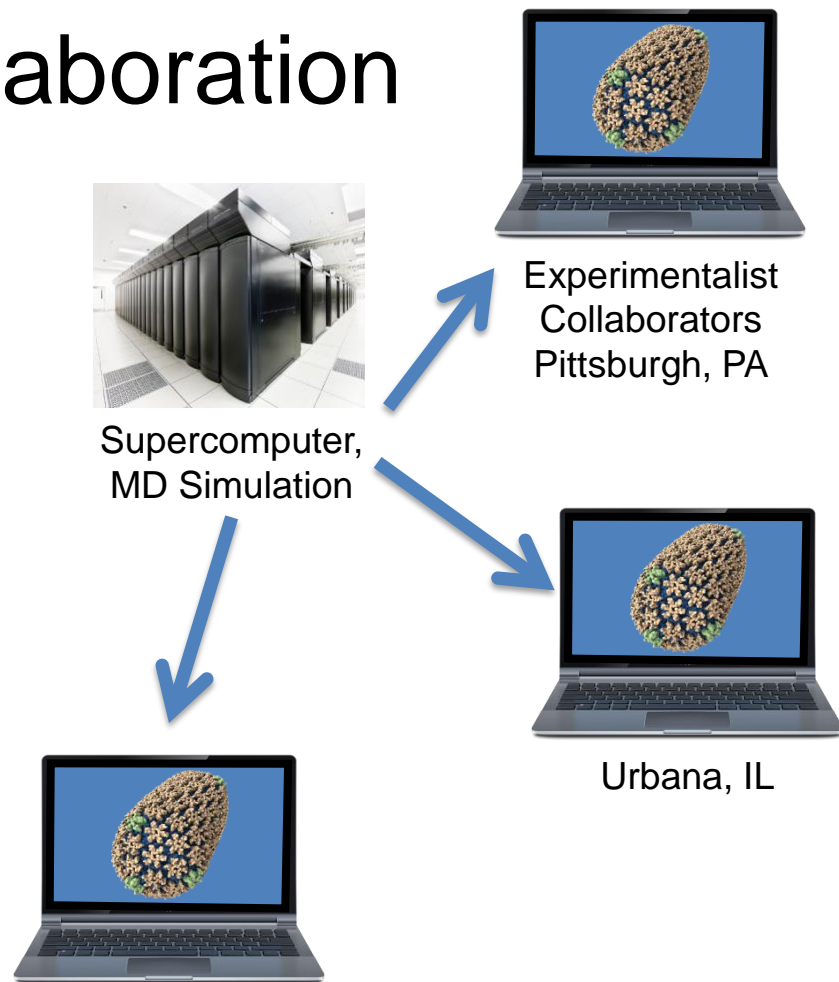 aboration
Experimentalist
Collaborators
Pittsburgh, PA
Supercomputer,
MD Simulation
Urbana, IL